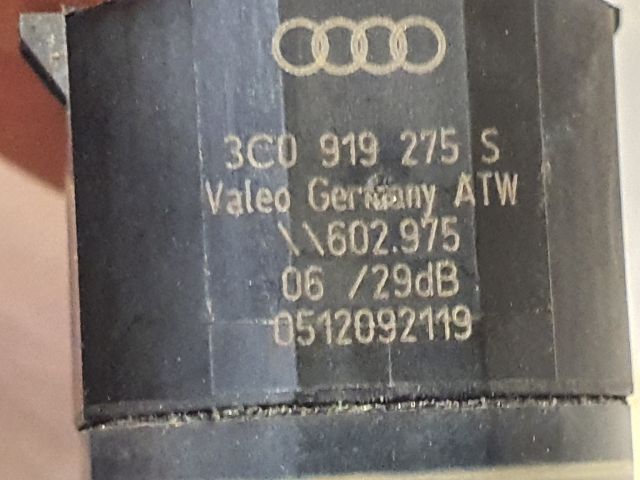 3C0 919 275 S
Valeo Germany ATW
\\602.975
06 /29dB
0512092119